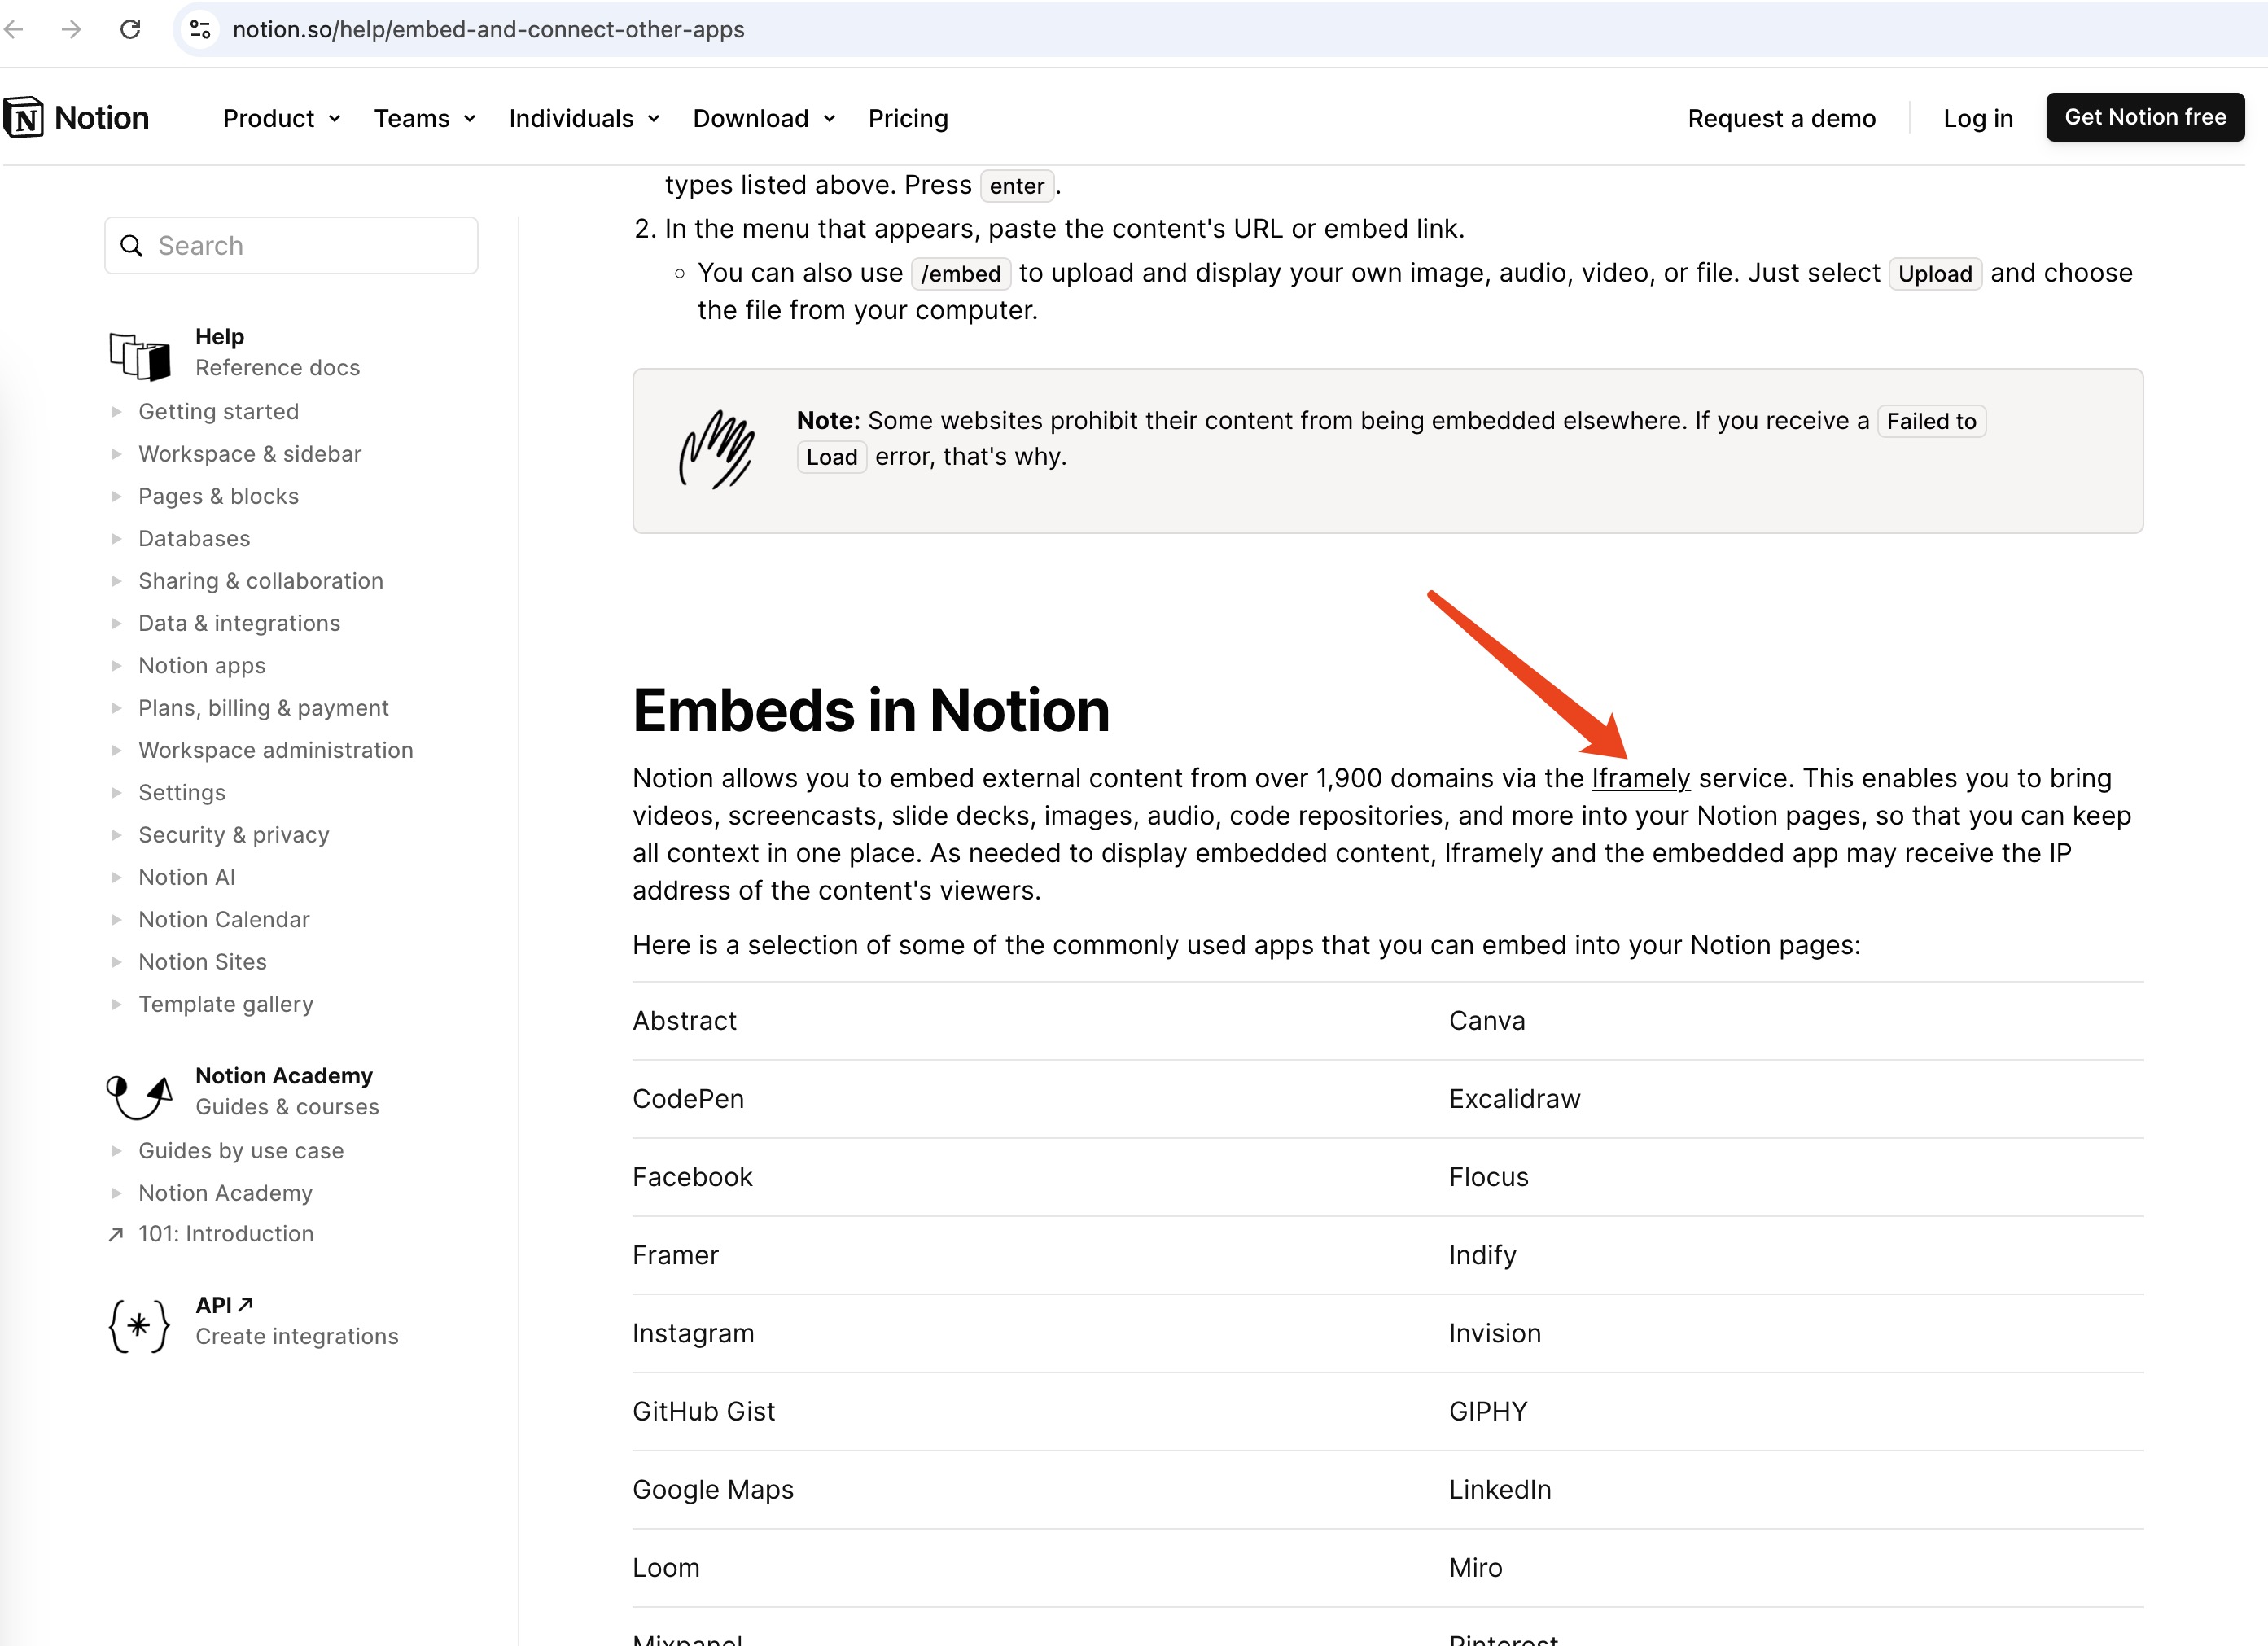 notion.so/help/embed-and-connect-other-apps
Notion
Product
Teams
Individuals
Download
Pricing
Request a demo
Log in
Get Notion free
Search
Help
Reference docs
Getting started
Workspace & sidebar
Pages & blocks
Databases
Sharing & collaboration
Data & integrations
Notion apps
Plans, billing & payment
Workspace administration
Settings
Security & privacy
Notion AI
Notion Calendar
Notion Sites
Template gallery
Notion Academy
Guides & courses
Guides by use case
Notion Academy
101: Introduction
API
Create integrations
types listed above. Press enter.
2. In the menu that appears, paste the content's URL or embed link.
You can also use /embed to upload and display your own image, audio, video, or file. Just select Upload and choose
the file from your computer.
Note: Some websites prohibit their content from being embedded elsewhere. If you receive a Failed to
Load error, that's why.
Embeds in Notion
Notion allows you to embed external content from over 1,900 domains via the Iframely service. This enables you to bring
videos, screencasts, slide decks, images, audio, code repositories, and more into your Notion pages, so that you can keep
all context in one place. As needed to display embedded content, Iframely and the embedded app may receive the IP
address of the content's viewers.
Here is a selection of some of the commonly used apps that you can embed into your Notion pages:
Abstract Canva
CodePen Excalidraw
Facebook Flocus
Framer Indify
Instagram Invision
GitHub Gist GIPHY
Google Maps LinkedIn
Loom Miro
Mixpanel Pinterest